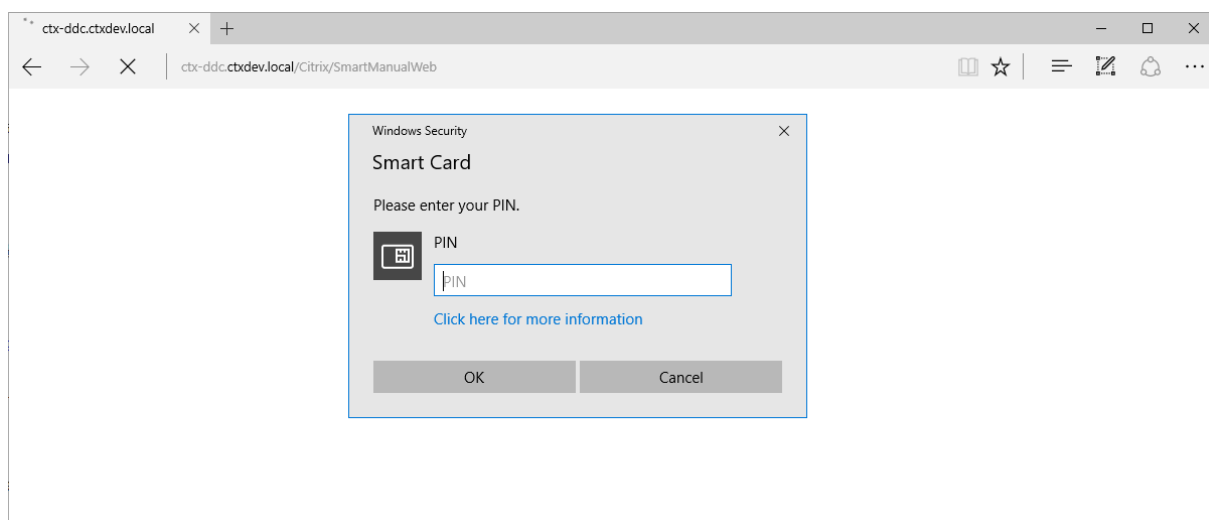 ctx-ddc.ctxdev.local
ctx-ddc.ctxdev.local/Citrix/SmartManualWeb
Windows Security
Smart Card
Please enter your PIN.
PIN
PIN
Click here for more information
OK Cancel